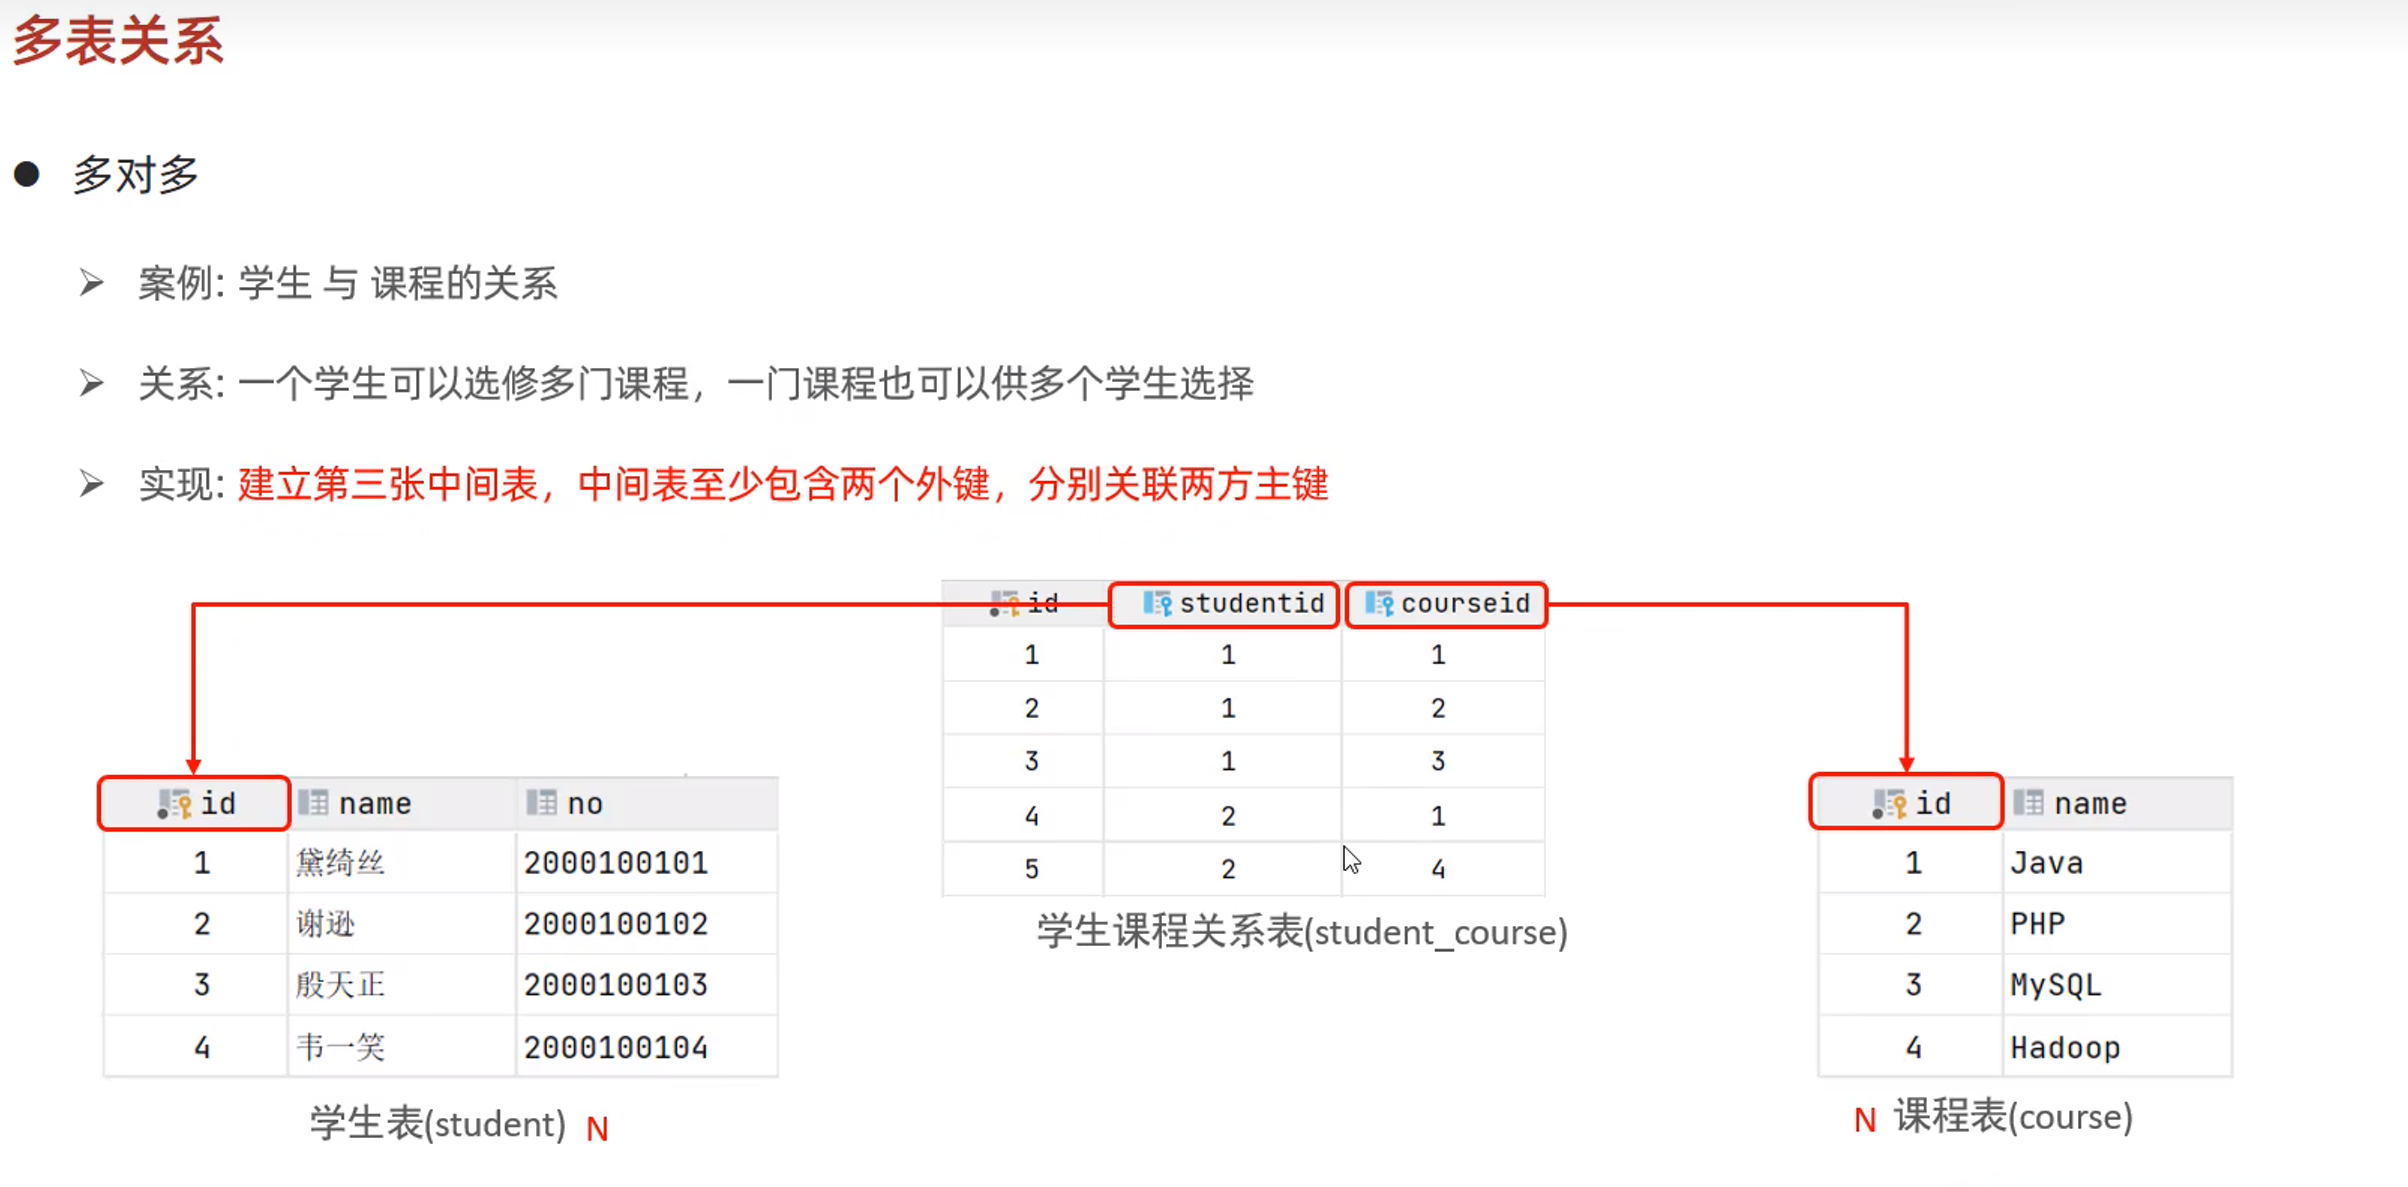 多表关系
● 多对多
➢ 案例: 学生 与 课程的关系
➢ 关系: 一个学生可以选修多门课程，一门课程也可以供多个学生选择
➢ 实现: 建立第三张中间表，中间表至少包含两个外键，分别关联两方主键
id studentid courseid
1 1 1
2 1 2
3 1 3
4 2 1
5 2 4
学生课程关系表(student_course)
id name no
1 黛绮丝 2000100101
2 谢逊 2000100102
3 殷天正 2000100103
4 韦一笑 2000100104
学生表(student) N
id name
1 Java
2 PHP
3 MySQL
4 Hadoop
N 课程表(course)